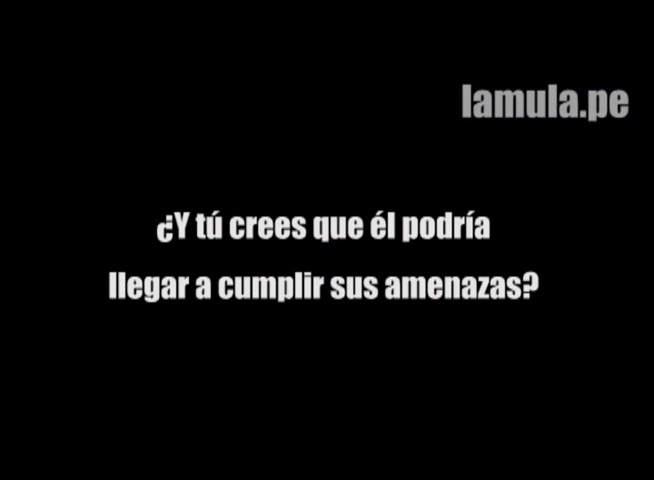 lamula.pe
¿Y tú crees que él podría
llegar a cumplir sus amenazas?